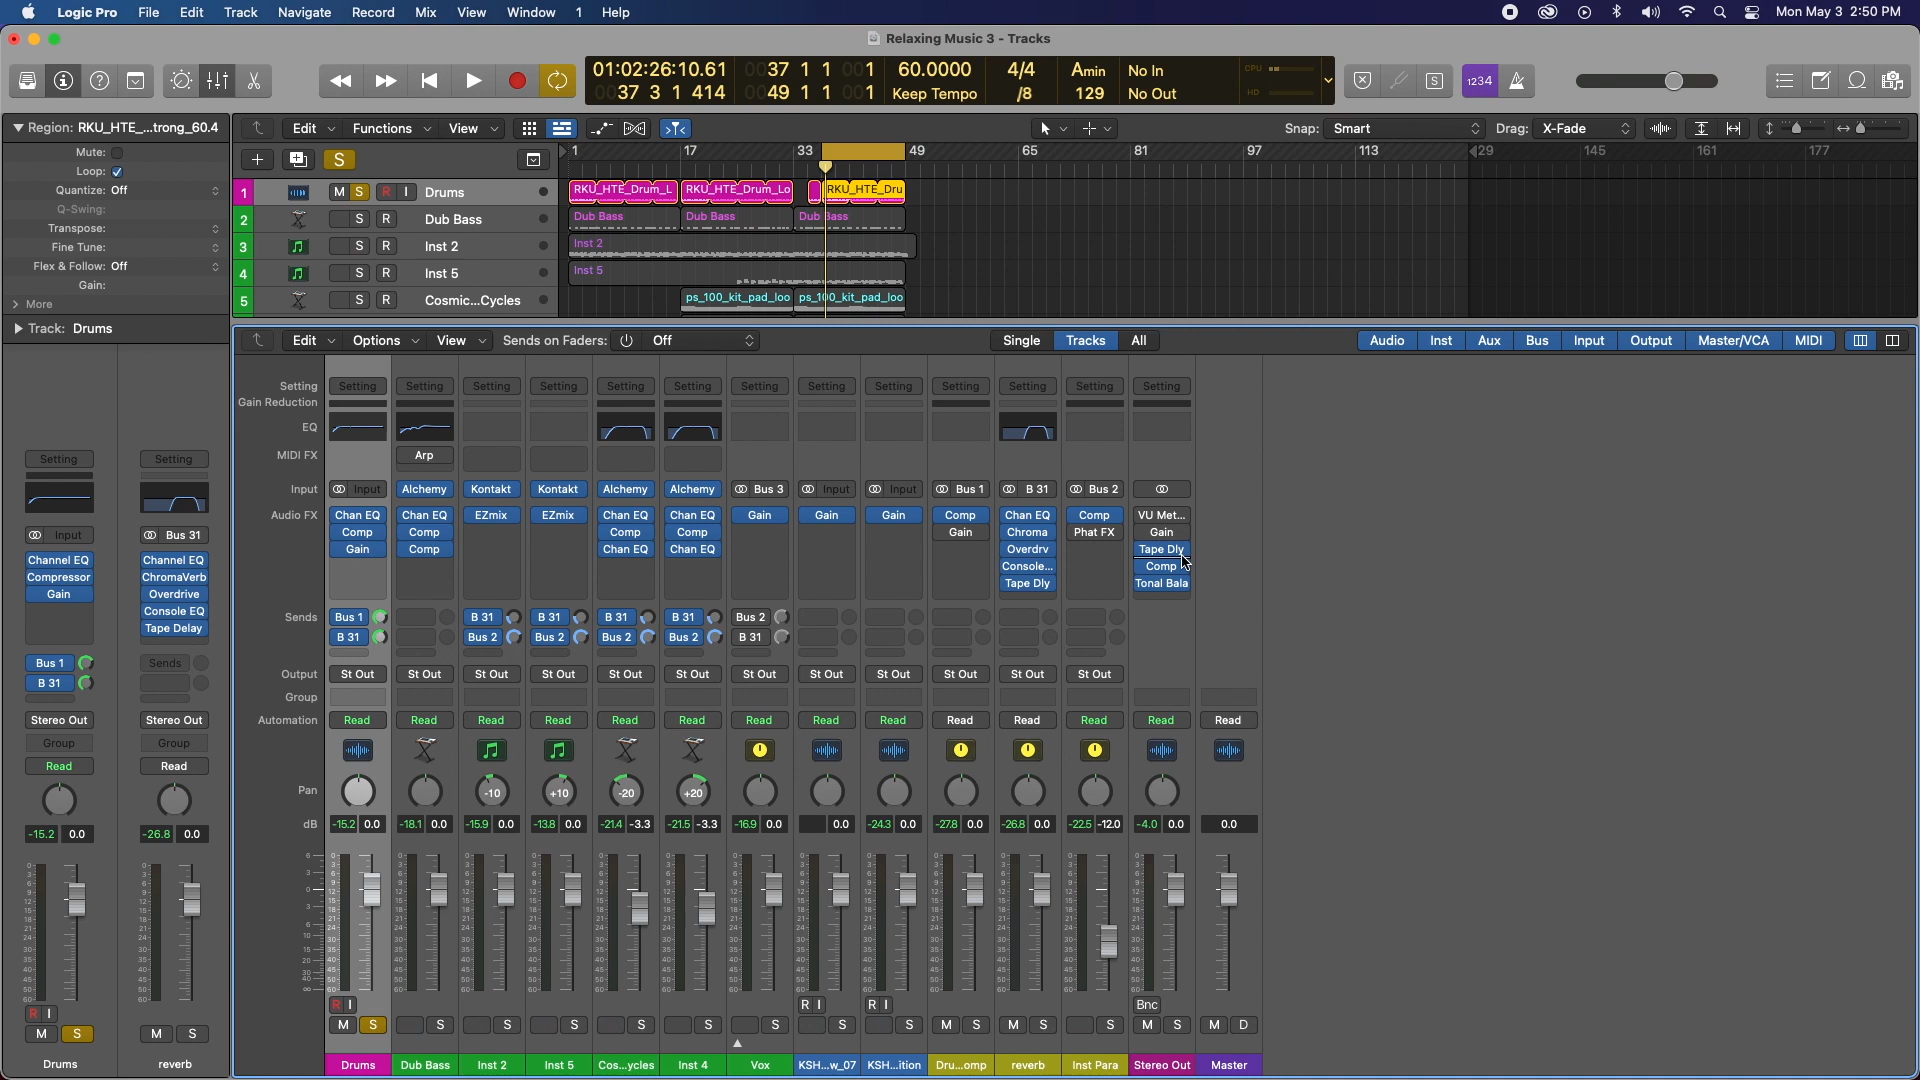 Logic Pro File Edit Track Navigate Record Mix View Window 1 Help Mon May 3 2:50 PM
Relaxing Music 3 - Tracks
01:02:26:10.61 0037 1 1 001 60.0000 4/4 Amin No In CPU
0037 3 1 414 0049 1 1 001 Keep Tempo /8 129 No Out HD
S 1234
Region: RKU_HTE_...trong_60.4
Mute:
Loop:
Quantize: Off
Q-Swing:
Transpose:
Fine Tune:
Flex & Follow: Off
Gain:
More
Track: Drums
Edit Functions View Snap: Smart Drag: X-Fade
S 1 17 33 49 65 81 97 113 29 145 161 177
1 M S R I Drums RKU_HTE_Drum_L RKU_HTE_Drum_Lo RKU_HTE_Dru
2 S R Dub Bass Dub Bass Dub Bass Dub Bass
3 S R Inst 2 Inst 2
4 S R Inst 5 Inst 5
5 S R Cosmic...Cycles ps_100_kit_pad_loo ps_100_kit_pad_loo
Edit Options View Sends on Faders: Off Single Tracks All Audio Inst Aux Bus Input Output Master/VCA MIDI
Setting Setting Setting Setting Setting Setting Setting Setting Setting Setting Setting Setting Setting Setting
Gain Reduction
EQ
MIDI FX Arp
Input Input Alchemy Kontakt Kontakt Alchemy Alchemy Bus 3 Input Input Bus 1 B 31 Bus 2
Audio FX Chan EQ Chan EQ EZmix EZmix Chan EQ Chan EQ Gain Gain Gain Comp Chan EQ Comp VU Met...
Comp Comp Comp Comp Gain Chroma Phat FX Gain
Gain Comp Chan EQ Chan EQ Overdrv Tape Dly
Console... Comp
Tape Dly Tonal Bala
Sends Bus 1 B 31 B 31 B 31 B 31 Bus 2
B 31 Bus 2 Bus 2 Bus 2 Bus 2 B 31
Output St Out St Out St Out St Out St Out St Out St Out St Out St Out St Out St Out St Out
Group
Automation Read Read Read Read Read Read Read Read Read Read Read Read Read Read
Pan -10 +10 -20 +20
dB -15.2 0.0 -18.1 0.0 -15.9 0.0 -13.8 0.0 -21.4 -3.3 -21.5 -3.3 -16.9 0.0 0.0 -24.3 0.0 -27.8 0.0 -26.8 0.0 -22.5 -12.0 -4.0 0.0 0.0
R I R I R I Bnc
M S S S S S S S S S M S M S S M S M D
Drums Dub Bass Inst 2 Inst 5 Cos...ycles Inst 4 Vox KSH...w_07 KSH...ition Dru...omp reverb Inst Para Stereo Out Master
Setting Setting
Input Bus 31
Channel EQ Channel EQ
Compressor ChromaVerb
Gain Overdrive
Console EQ
Tape Delay
Bus 1 Sends
B 31
Stereo Out Stereo Out
Group Group
Read Read
-15.2 0.0 -26.8 0.0
R I
M S M S
Drums reverb